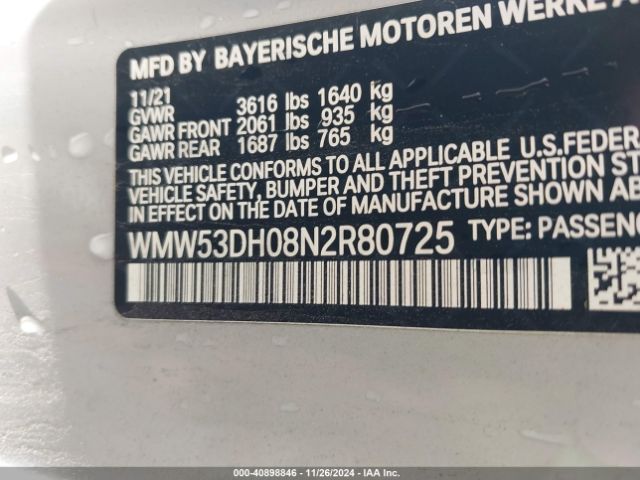 MFD BY BAYERISCHE MOTOREN WERKE
11/21
GVWR 3616 lbs 1640 kg
GAWR FRONT 2061 lbs 935 kg
GAWR REAR 1687 lbs 765 kg
THIS VEHICLE CONFORMS TO ALL APPLICABLE U.S.FEDER
VEHICLE SAFETY, BUMPER AND THEFT PREVENTION ST
IN EFFECT ON THE DATE OF MANUFACTURE SHOWN AB
WMW53DH08N2R80725 TYPE: PASSENG
000-40898846 - 11/26/2024 - IAA Inc.